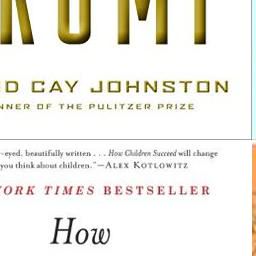 D CAY JOHNSTON
NNER OF THE PULITZER PRIZE
-eyed, beautifully written . . . How Children Succeed will change
you think about children."—ALEX KOTLOWITZ
ORK TIMES BESTSELLER
How